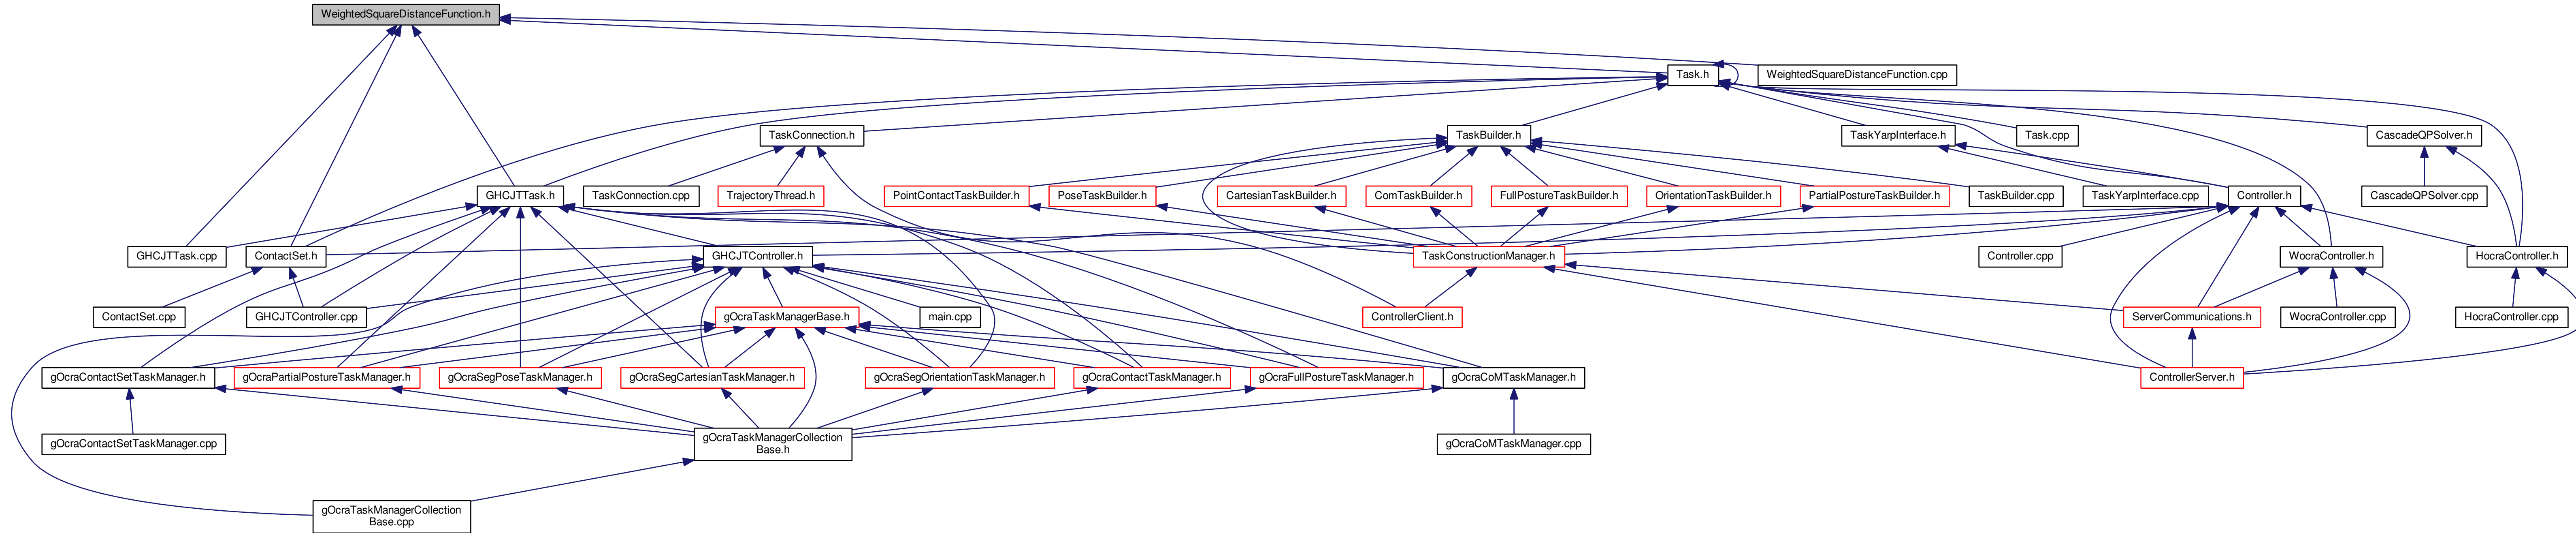 WeightedSquareDistanceFunction.h
Task.h
WeightedSquareDistanceFunction.cpp
TaskConnection.h
TaskBuilder.h
TaskYarpInterface.h
Task.cpp
CascadeQPSolver.h
GHCJTTask.h
TaskConnection.cpp
TrajectoryThread.h
PointContactTaskBuilder.h
PoseTaskBuilder.h
CartesianTaskBuilder.h
ComTaskBuilder.h
FullPostureTaskBuilder.h
OrientationTaskBuilder.h
PartialPostureTaskBuilder.h
TaskBuilder.cpp
TaskYarpInterface.cpp
Controller.h
CascadeQPSolver.cpp
GHCJTTask.cpp
ContactSet.h
GHCJTController.h
TaskConstructionManager.h
Controller.cpp
WocraController.h
HocraController.h
ContactSet.cpp
GHCJTController.cpp
gOcraTaskManagerBase.h
main.cpp
ControllerClient.h
ServerCommunications.h
WocraController.cpp
HocraController.cpp
gOcraContactSetTaskManager.h
gOcraPartialPostureTaskManager.h
gOcraSegPoseTaskManager.h
gOcraSegCartesianTaskManager.h
gOcraSegOrientationTaskManager.h
gOcraContactTaskManager.h
gOcraFullPostureTaskManager.h
gOcraCoMTaskManager.h
ControllerServer.h
gOcraContactSetTaskManager.cpp
gOcraTaskManagerCollection
Base.h
gOcraCoMTaskManager.cpp
gOcraTaskManagerCollection
Base.cpp